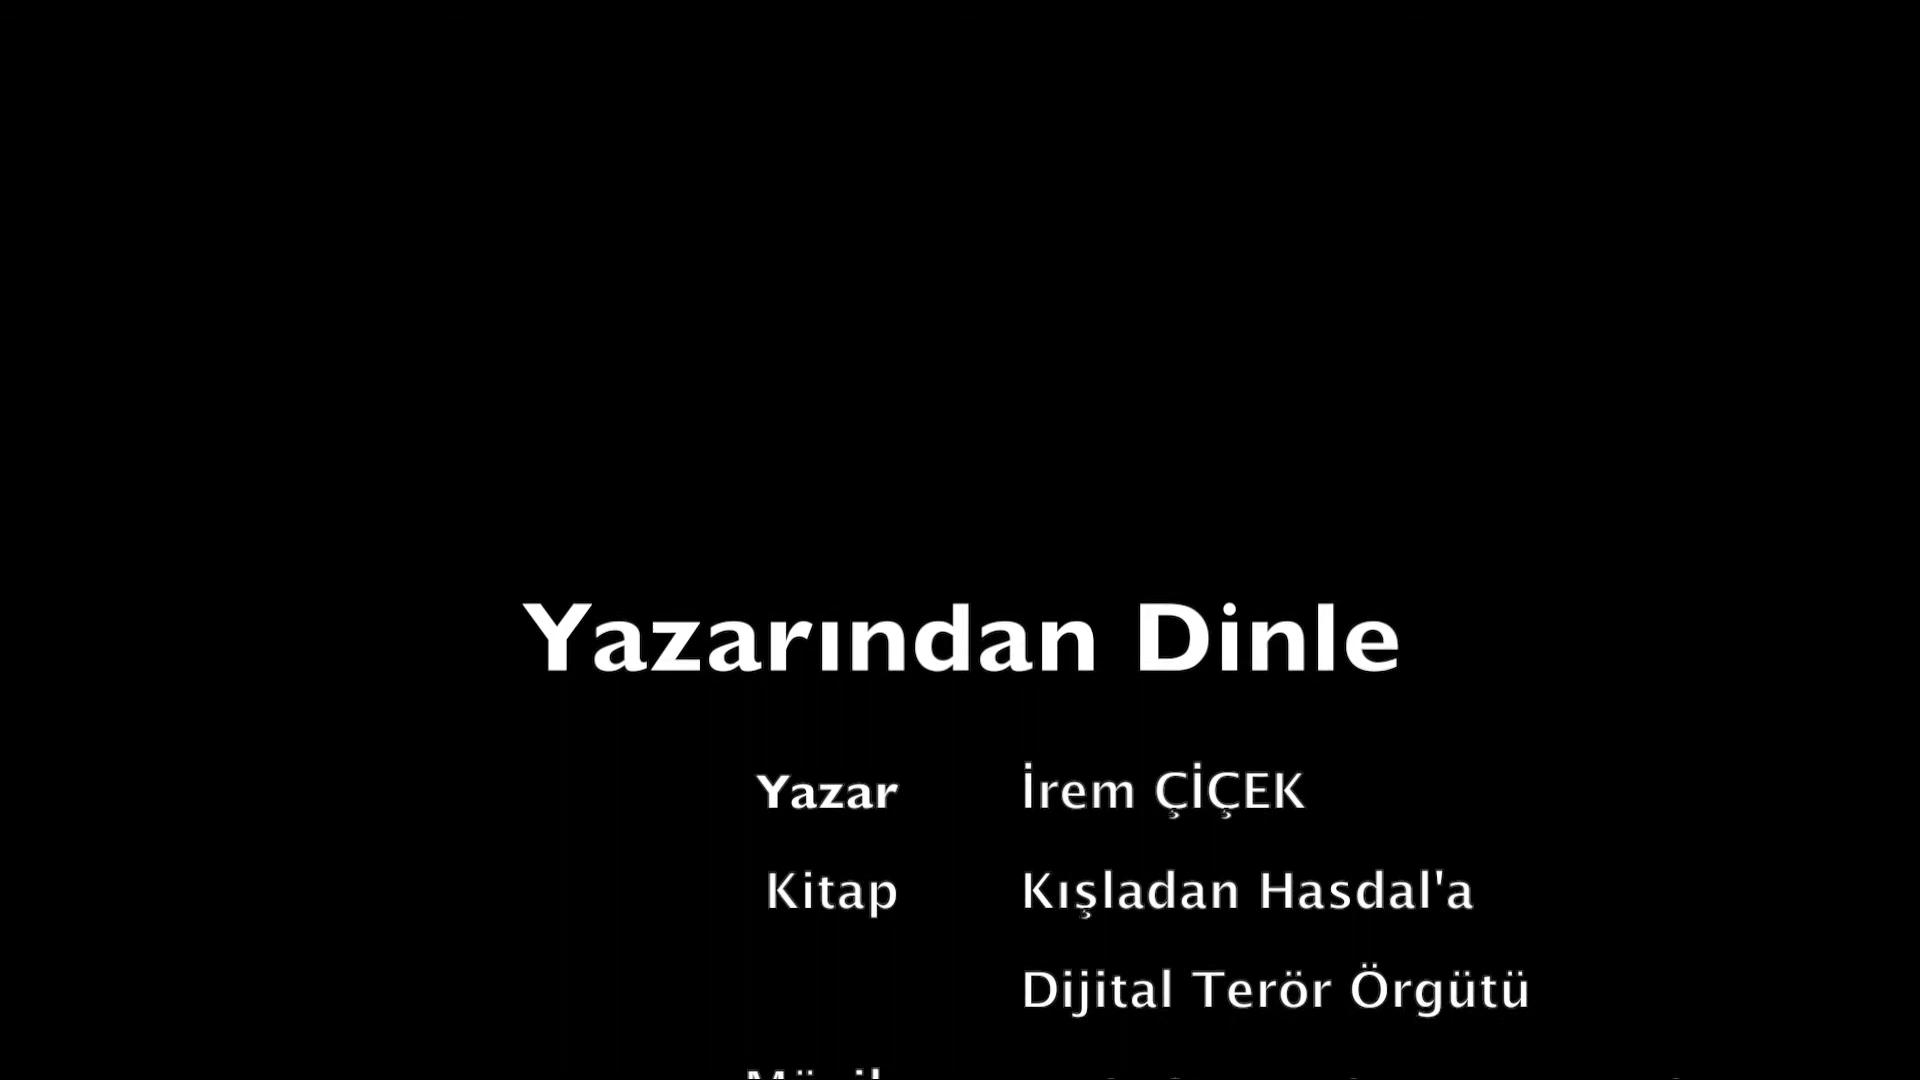 Yazarından Dinle
Yazar İrem ÇİÇEK
Kitap Kışladan Hasdal'a
Dijital Terör Örgütü